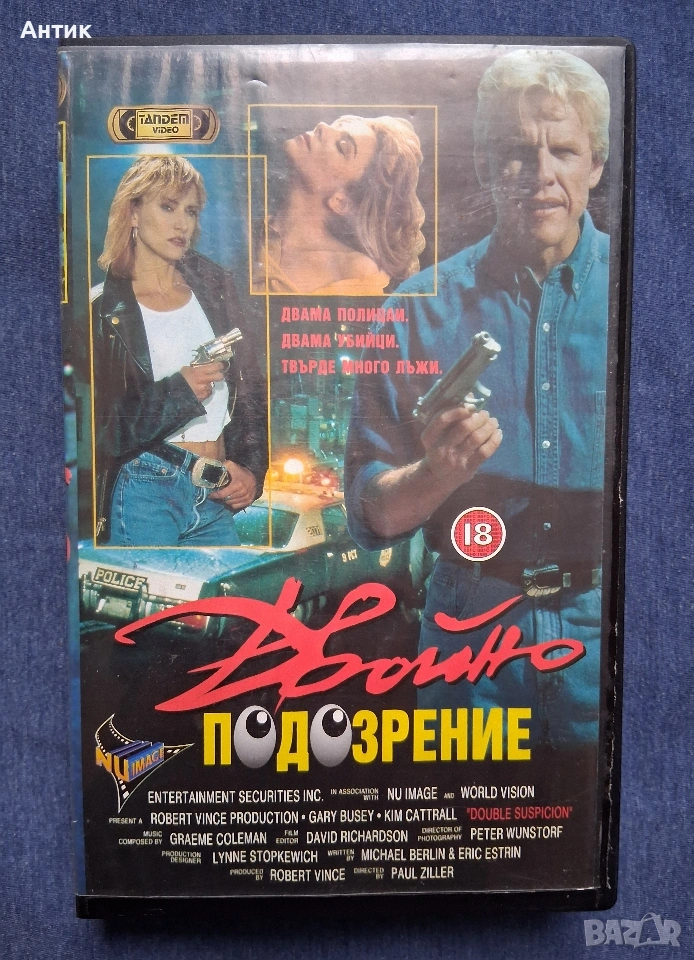 Антик
TANDEM
VIDEO
ДВАМА ПОЛИЦАИ.
ДВАМА УБИЙЦИ.
ТВЪРДЕ МНОГО ЛЪЖИ.
18
POLICE
Двойно
ПОДОЗРЕНИЕ
NU IMAGE
ENTERTAINMENT SECURITIES INC. IN ASSOCIATION WITH NU IMAGE AND WORLD VISION
PRESENT A ROBERT VINCE PRODUCTION • GARY BUSEY • KIM CATTRALL "DOUBLE SUSPICION"
MUSIC COMPOSED BY GRAEME COLEMAN FILM EDITOR DAVID RICHARDSON DIRECTOR OF PHOTOGRAPHY PETER WUNSTORF
PRODUCTION DESIGNER LYNNE STOPKEWICH WRITTEN BY MICHAEL BERLIN & ERIC ESTRIN
PRODUCED BY ROBERT VINCE DIRECTED BY PAUL ZILLER
BAZAR